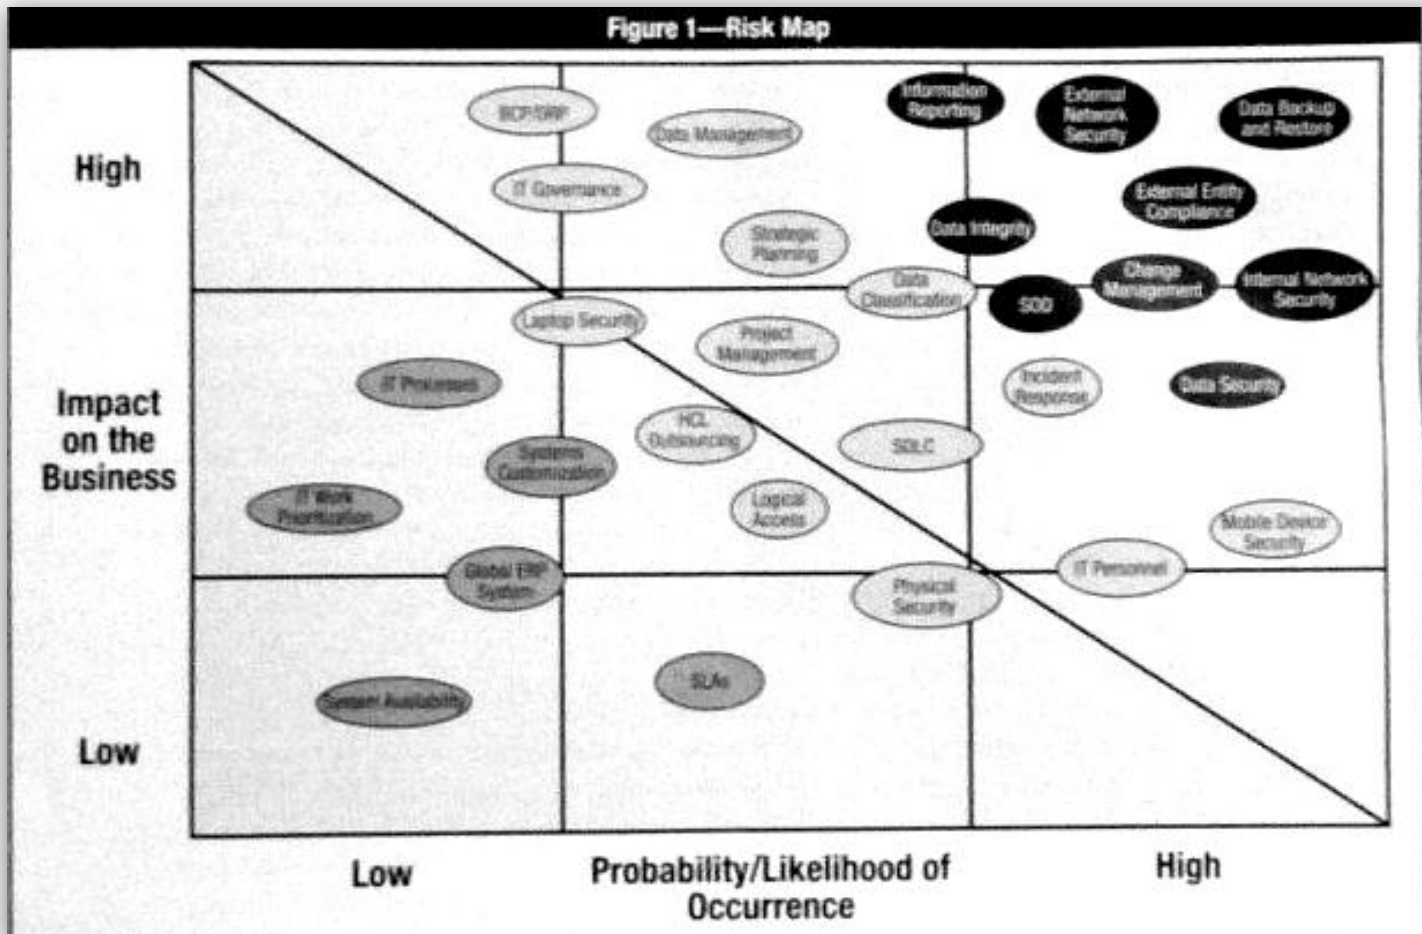 Figure 1—Risk Map
High
Impact
on the
Business
Low
BCP/DRP
Data Management
Information
Reporting
External
Network
Security
Data Backup
and Restore
IT Governance
External Entity
Compliance
Strategic
Planning
Data Integrity
Data
Classification
SOD
Change
Management
Internal Network
Security
Laptop Security
Project
Management
IT Processes
Incident
Response
Data Security
HCL
Outsourcing
SDLC
Systems
Customization
IT Work
Prioritization
Logical
Access
Mobile Device
Security
Global ERP
System
Physical
Security
IT Personnel
System Availability
SLAs
Low
Probability/Likelihood of
Occurrence
High